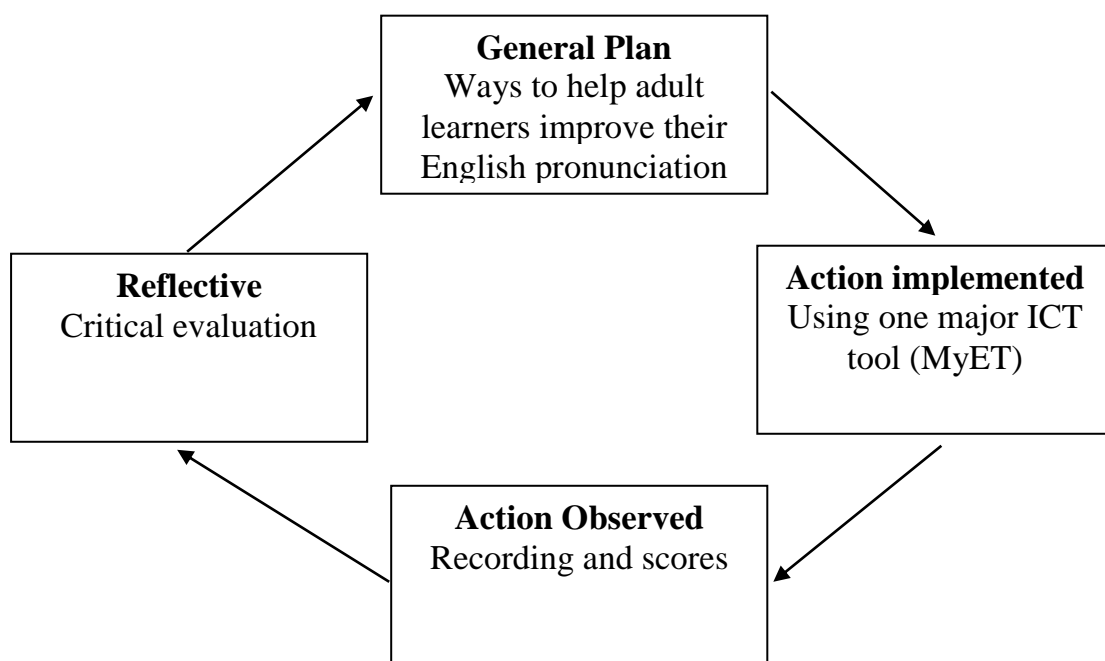 General Plan
Ways to help adult
learners improve their
English pronunciation
Action implemented
Using one major ICT
tool (MyET)
Action Observed
Recording and scores
Reflective
Critical evaluation